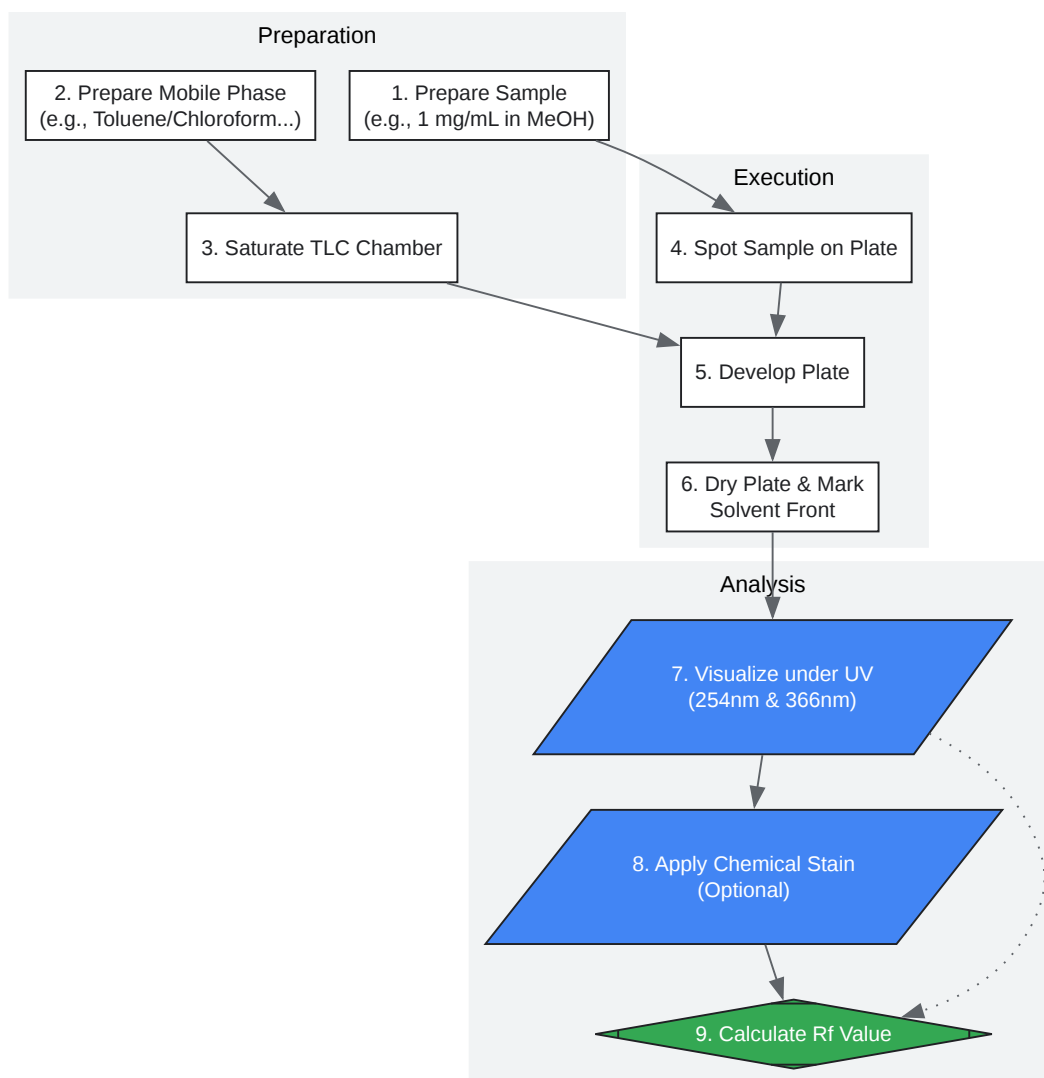 Preparation
2. Prepare Mobile Phase
(e.g., Toluene/Chloroform...)
1. Prepare Sample
(e.g., 1 mg/mL in MeOH)
3. Saturate TLC Chamber
Execution
4. Spot Sample on Plate
5. Develop Plate
6. Dry Plate & Mark
Solvent Front
Analysis
7. Visualize under UV
(254nm & 366nm)
8. Apply Chemical Stain
(Optional)
9. Calculate Rf Value